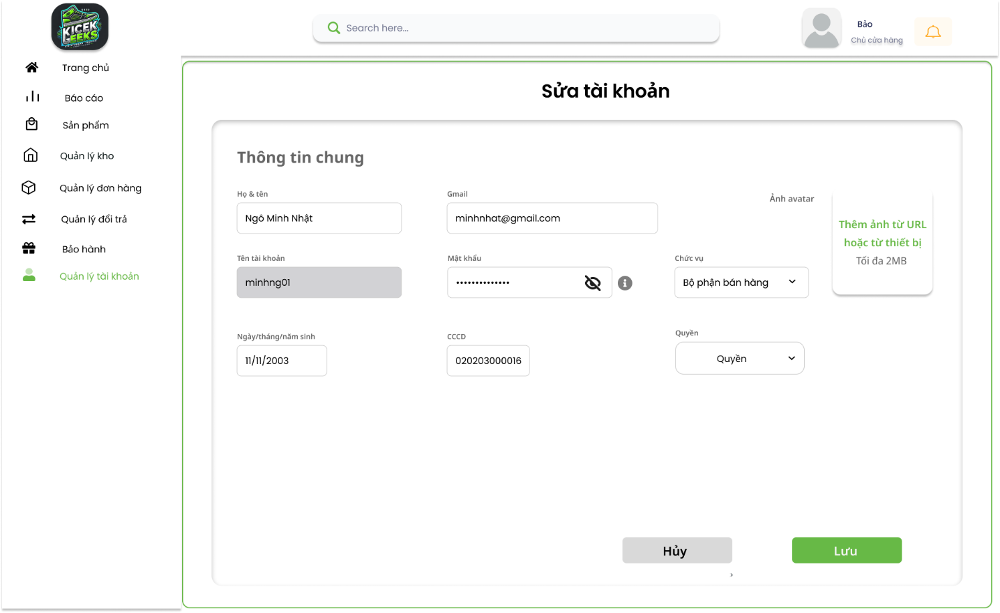 KICEK
GEEKS
Search here...
Bảo
Chủ cửa hàng
Trang chủ
Báo cáo
Sản phẩm
Quản lý kho
Quản lý đơn hàng
Quản lý đổi trả
Bảo hành
Quản lý tài khoản
Sửa tài khoản
Thông tin chung
Họ & tên
Ngô Minh Nhật
Gmail
minhnhat@gmail.com
Ảnh avatar
Thêm ảnh từ URL
hoặc từ thiết bị
Tối đa 2MB
Tên tài khoản
minhng01
Mật khẩu
••••••••••••••
Chức vụ
Bộ phận bán hàng
Ngày/tháng/năm sinh
11/11/2003
CCCD
020203000016
Quyền
Quyền
Hủy
Lưu